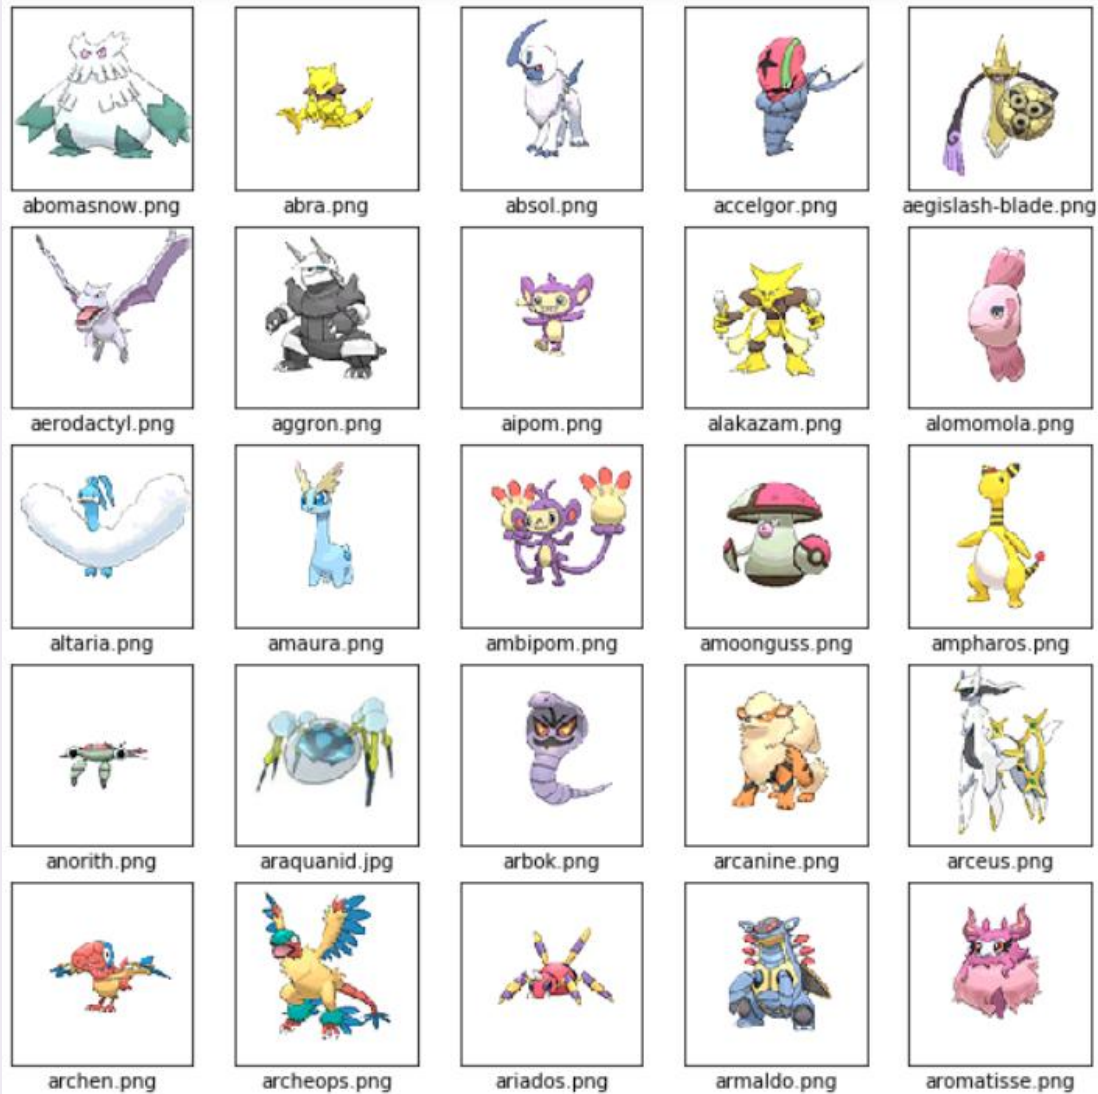 abomasnow.png
abra.png
absol.png
accelgor.png
aegislash-blade.png
aerodactyl.png
aggron.png
aipom.png
alakazam.png
alomomola.png
altaria.png
amaura.png
ambipom.png
amoonguss.png
ampharos.png
anorith.png
araquanid.jpg
arbok.png
arcanine.png
arceus.png
archen.png
archeops.png
ariados.png
armaldo.png
aromatisse.png